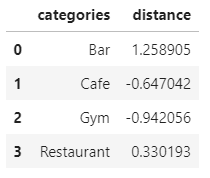 categories distance
0 Bar 1.258905
1 Cafe -0.647042
2 Gym -0.942056
3 Restaurant 0.330193